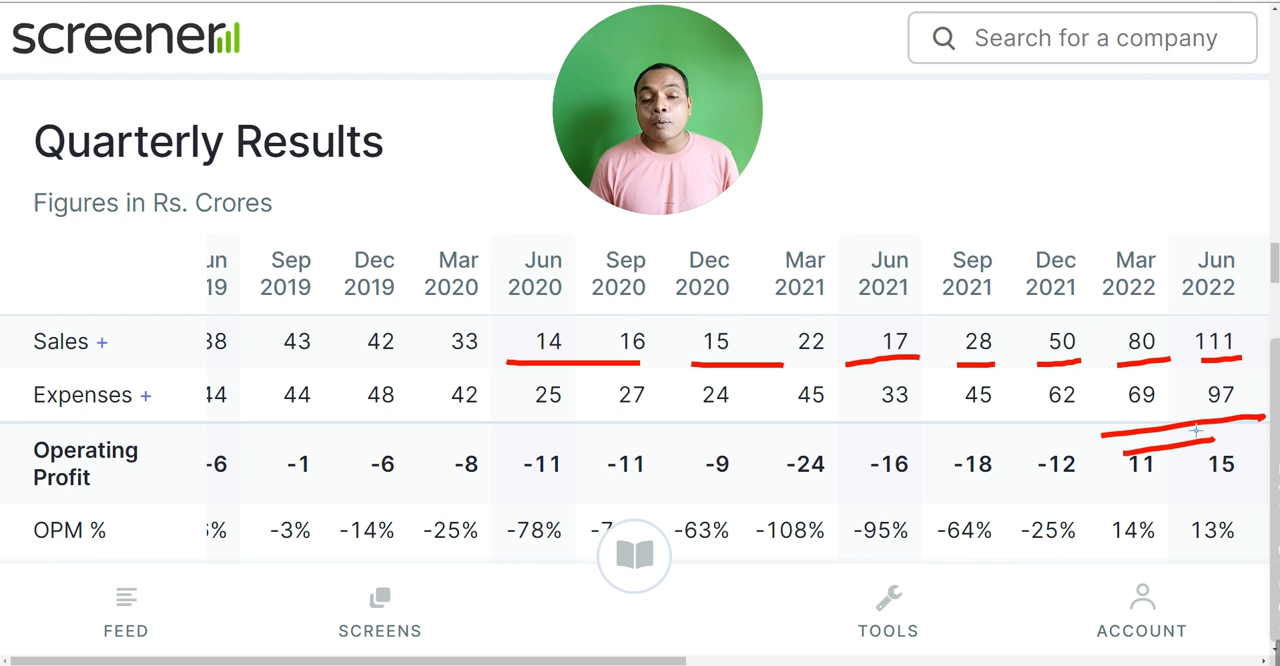 screener
Search for a company
Quarterly Results
Figures in Rs. Crores
Sep Dec Mar Jun Sep Dec Mar Jun Sep Dec Mar Jun
19 2019 2019 2020 2020 2020 2020 2021 2021 2021 2021 2022 2022
Sales + 38 43 42 33 14 16 15 22 17 28 50 80 111
Expenses + 44 44 48 42 25 27 24 45 33 45 62 69 97
Operating
Profit -6 -1 -6 -8 -11 -11 -9 -24 -16 -18 -12 11 15
OPM % -3% -14% -25% -78% -63% -108% -95% -64% -25% 14% 13%
FEED SCREENS TOOLS ACCOUNT